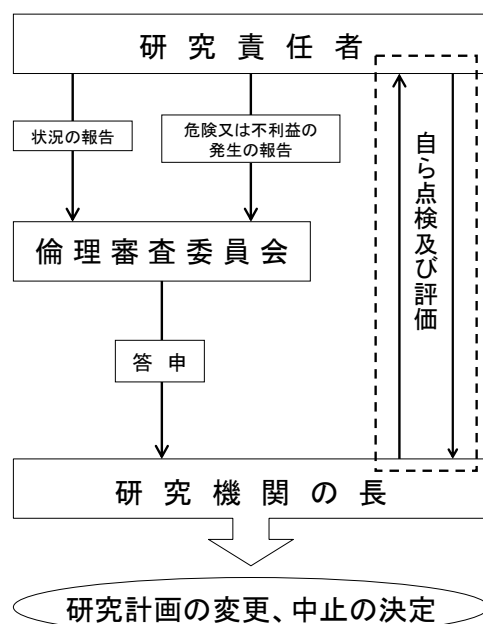 研究責任者
状況の報告
危険又は不利益の
発生の報告
自ら点検及び評価
倫理審査委員会
答申
研究機関の長
研究計画の変更、中止の決定